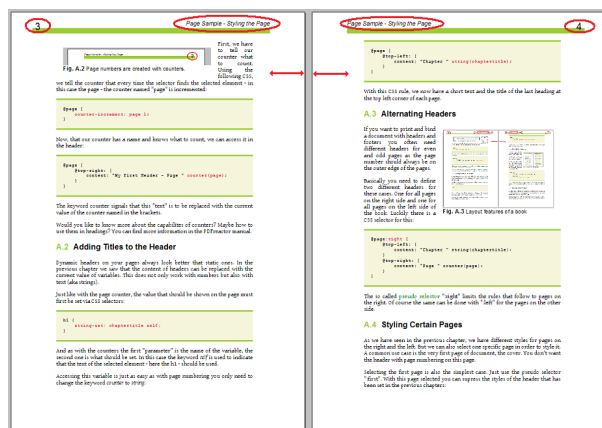 3
Page Sample - Styling the Page
Fig. A.2 Page numbers are created with counters.
First, we have
to tell our
counter what
to count.
Using the
following CSS,
we tell the counter that every time the selector finds the selected element - in
this case the page - the counter named "page" is incremented:
@page {
counter-increment: page 1;
}
Now, that our counter has a name and knows what to count, we can access it in
the header:
@page {
@top-right: {
content: "My First Header - Page " counter(page);
}
}
The keyword counter signals that this "text" is to be replaced with the current
value of the counter named in the brackets.
Would you like to know more about the capabilites of counters? Maybe how to
use them in headings? You can find more information in the PDFreactor manual.
A.2 Adding Titles to the Header
Dynamic headers on your pages always look better that static ones. In the
previous chapter we saw that the content of headers can be replaced with the
current value of variables. This does not only work with numbers but also with
text (aka strings).
Just like with the page counter, the value that should be shown on the page must
first be set via CSS selectors:
h1 {
string-set: chaptertitle self;
}
And as with the counters the first "parameter" is the name of the variable, the
second one is what should be set. In this case the keyword self is used to indicate
that the text of the selected element - here the h1 - should be used.
Accessing this variable is just as easy as with page numbering you only need to
change the keyword counter to string:
Page Sample - Styling the Page
4
@page {
@top-left: {
content: "Chapter " string(chaptertitle);
}
}
With this CSS rule, we now have a short text and the title of the last heading at
the top left corner of each page.
A.3 Alternating Headers
If you want to print and bind
a document with headers and
footers you often need
different headers for even
and odd pages as the page
number should always be on
the outer edge of the pages.
Basically you need to define
two different headers for
these cases. One for all pages
on the right side and one for
all pages on the left side of
the book. Luckily there is a
CSS selector for this:
Fig. A.3 Layout features of a book
@page:right {
@top-left: {
content: "Chapter " string(chaptertitle);
}
@top-right: {
content: "Page " counter(page);
}
}
The so called pseudo selector "right" limits the rules that follow to pages on
the right. Of course the same can be done with "left" for the pages on the other
side.
A.4 Styling Certain Pages
As we have seen in the previous chapter, we have different styles for pages on
the right and the left. But we can also select one specific page in order to style it.
A common use case is the very first page of document, the cover. You don't want
the header with page numbering on this page.
Selecting the first page is also the simplest case. Just use the pseudo selector
"first". With this page selected you can supress the styles of the header that has
been set in the previous chapters: